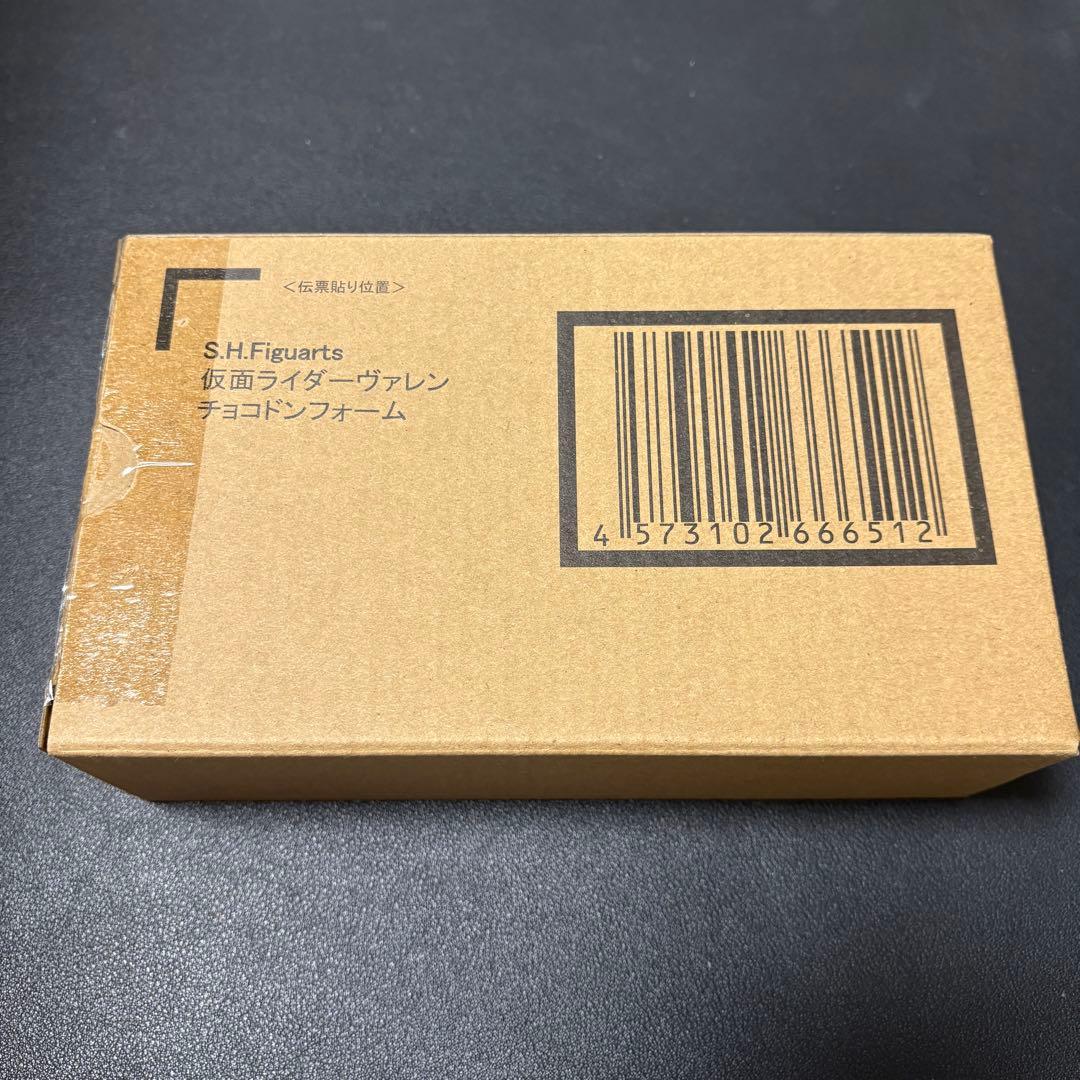 ＜伝票貼り位置＞
S.H.Figuarts
仮面ライダーヴァレン
チョコドンフォーム
4 573102 666512